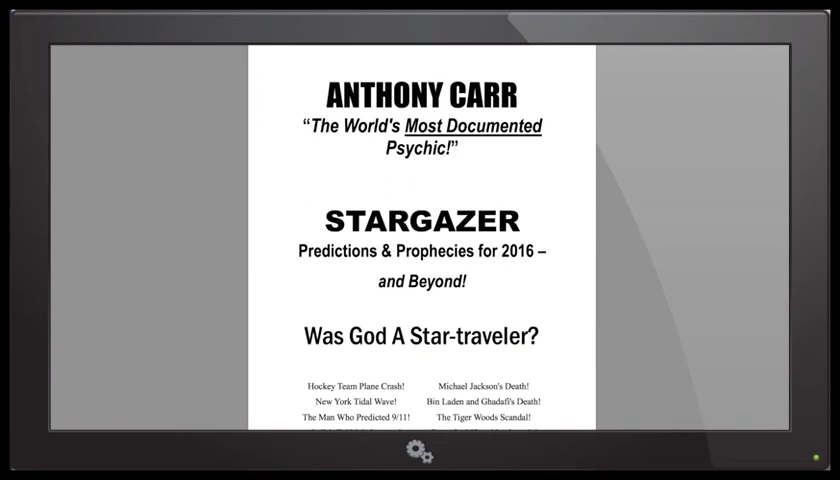 ANTHONY CARR
“The World's Most Documented
Psychic!”
STARGAZER
Predictions & Prophecies for 2016 –
and Beyond!
Was God A Star-traveler?
Hockey Team Plane Crash! Michael Jackson's Death!
New York Tidal Wave! Bin Laden and Ghadafi's Death!
The Man Who Predicted 9/11! The Tiger Woods Scandal!